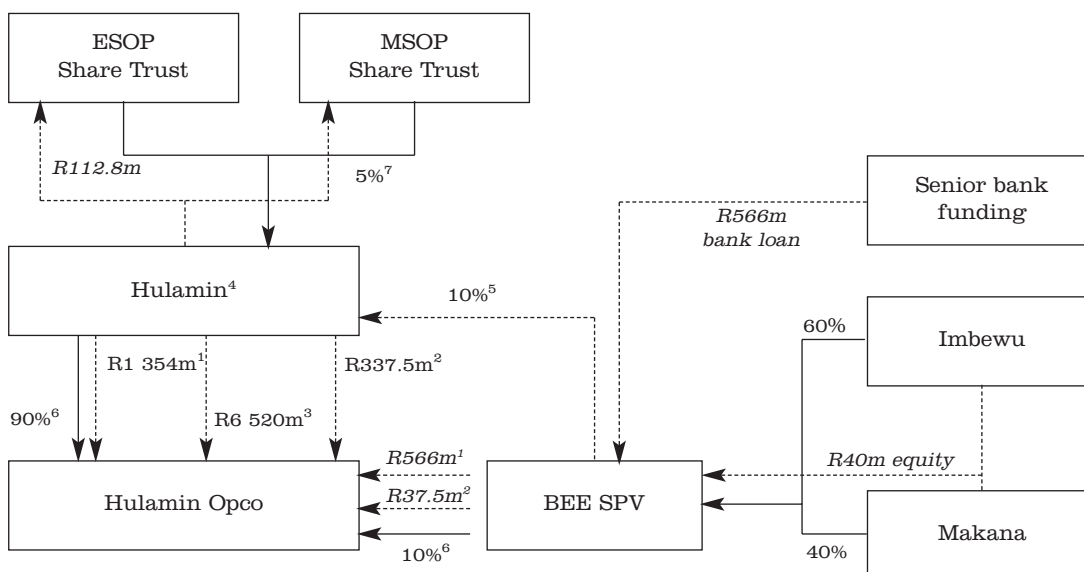 ESOP
Share Trust
MSOP
Share Trust
R112.8m
5%⁷
Senior bank
funding
R566m
bank loan
Hulamin⁴
10%⁵
60%
Imbewu
R1 354m¹
R337.5m²
90%⁶
R6 520m³
R566m¹
R40m equity
Hulamin Opco
R37.5m²
BEE SPV
10%⁶
40%
Makana